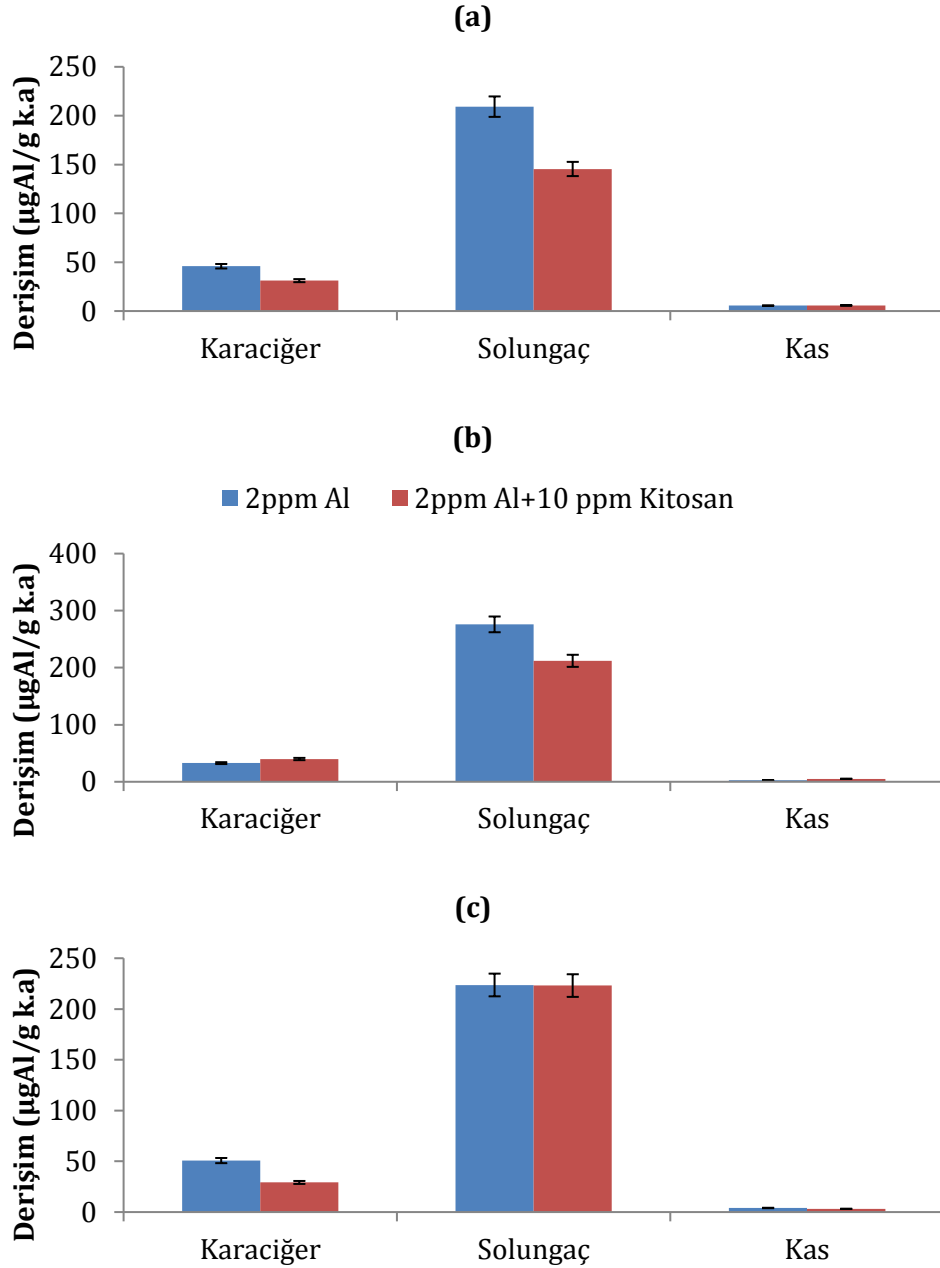 (a)
Derişim (µgAl/g k.a)
250
200
150
100
50
0
Karaciğer Solungaç Kas
(b)
2ppm Al 2ppm Al+10 ppm Kitosan
Derişim (µgAl/g k.a)
400
300
200
100
0
Karaciğer Solungaç Kas
(c)
Derişim (µgAl/g k.a)
250
200
150
100
50
0
Karaciğer Solungaç Kas